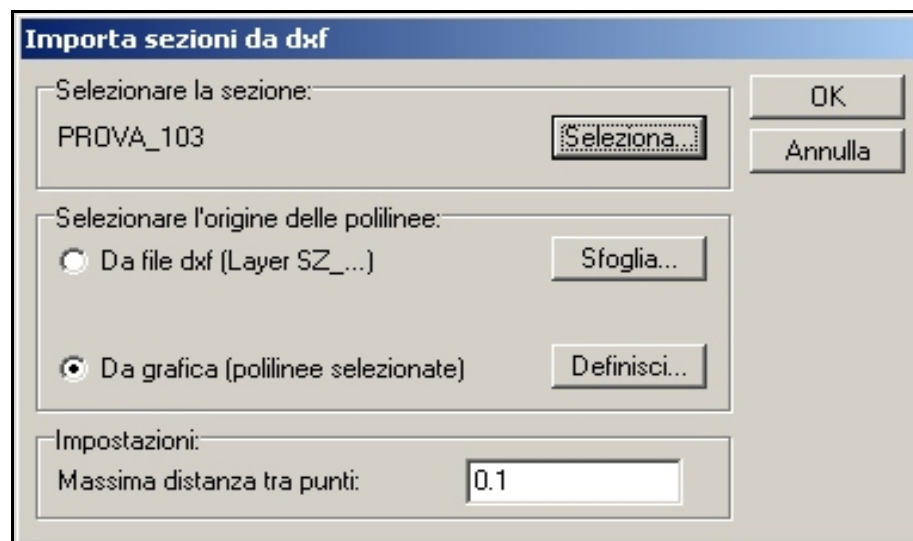 Importa sezioni da dxf
Selezionare la sezione:
PROVA_103
Seleziona...
OK
Annulla
Selezionare l'origine delle polilinee:
Da file dxf (Layer SZ_...)
Sfoglia...
Da grafica (polilinee selezionate)
Definisci...
Impostazioni:
Massima distanza tra punti:
0.1